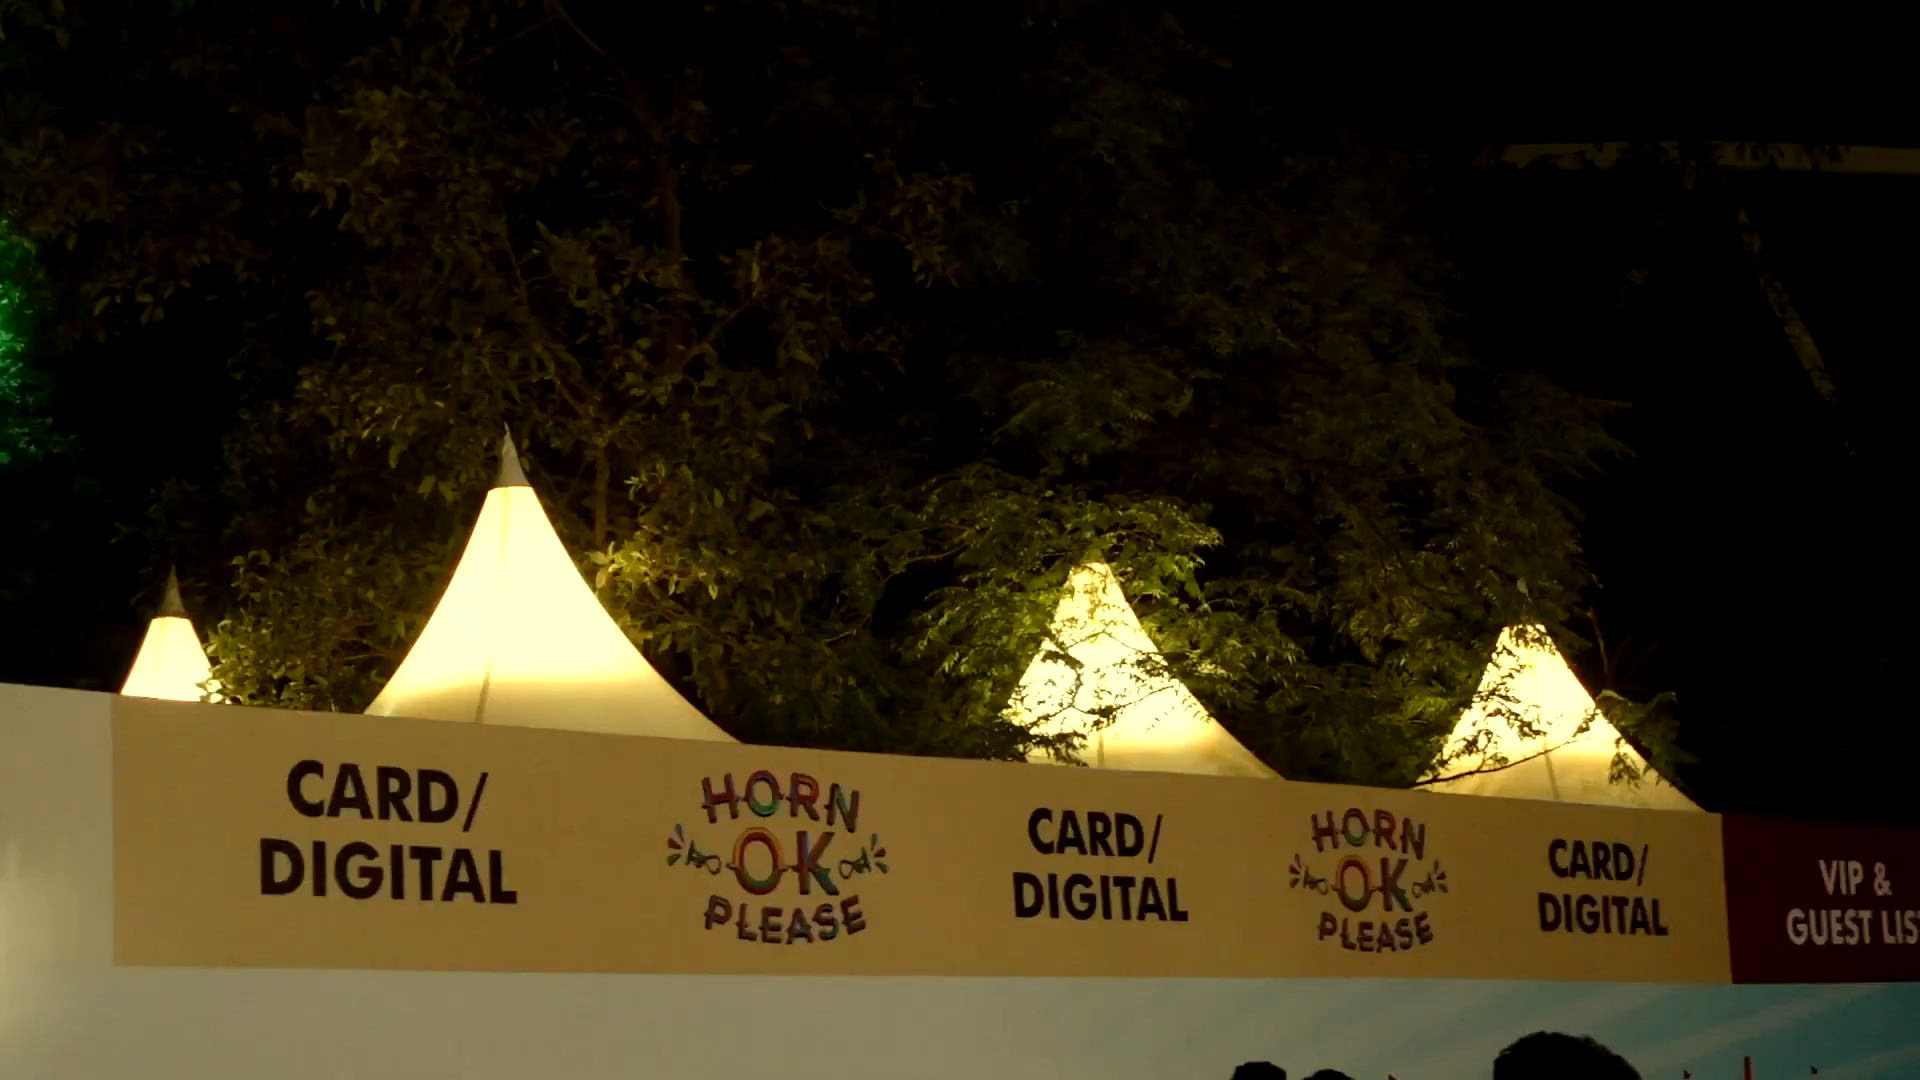 CARD/
DIGITAL
HORN
OK
PLEASE
CARD/
DIGITAL
HORN
OK
PLEASE
CARD/
DIGITAL
VIP &
GUEST LIS